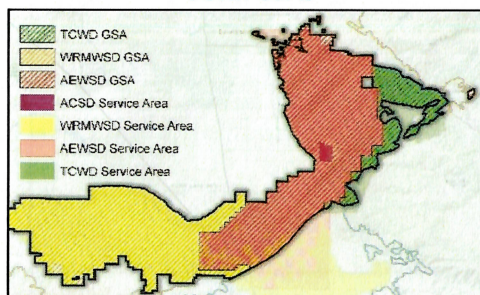 TCWD GSA
WRMWSD GSA
AEWSD GSA
ACSD Service Area
WRMWSD Service Area
AEWSD Service Area
TCWD Service Area